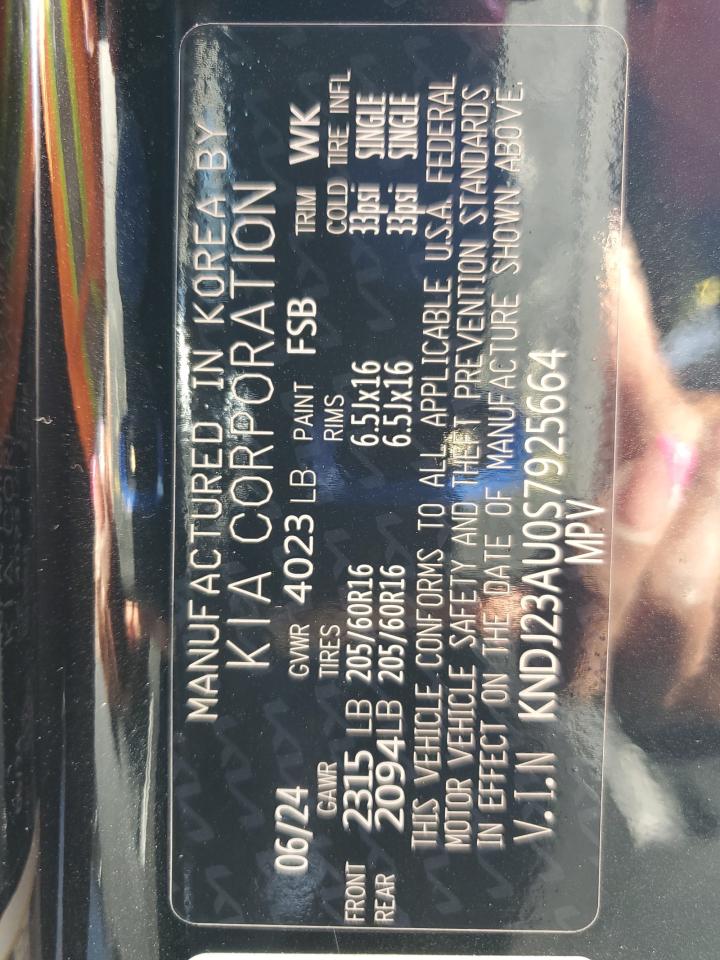 MANUFACTURED IN KOREA BY
KIA CORPORATION
06/24 GVWR 4023 LB PAINT FSB TRIM WK
GAWR TIRES RIMS COLD TIRE INFL
FRONT 2315 LB 205/60R16 6.5Jx16 33psi SINGLE
REAR 2094 LB 205/60R16 6.5Jx16 33psi SINGLE
THIS VEHICLE CONFORMS TO ALL APPLICABLE U.S.A. FEDERAL
MOTOR VEHICLE SAFETY AND THEFT PREVENTION STANDARDS
IN EFFECT ON THE DATE OF MANUFACTURE SHOWN ABOVE.
V.I.N KNDJ23AU0S7925664
MPV